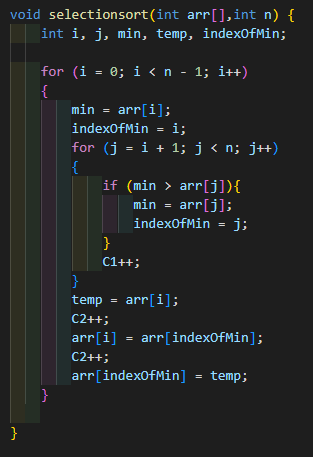 void selectionsort(int arr[],int n) {
    int i, j, min, temp, indexOfMin;

    for (i = 0; i < n - 1; i++)
    {
        min = arr[i];
        indexOfMin = i;
        for (j = i + 1; j < n; j++)
        {
            if (min > arr[j]){
                min = arr[j];
                indexOfMin = j;
            }
            C1++;
        }
        temp = arr[i];
        C2++;
        arr[i] = arr[indexOfMin];
        C2++;
        arr[indexOfMin] = temp;
    }

}